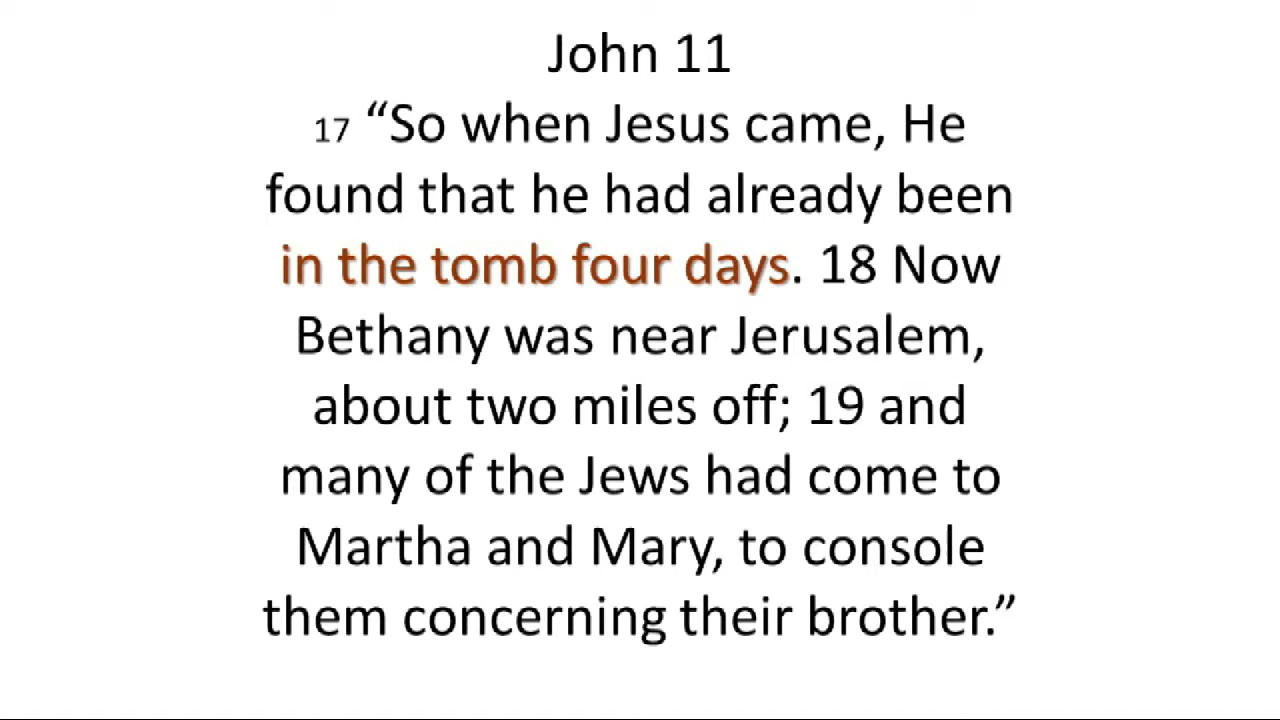 John 11
17 “So when Jesus came, He
found that he had already been
in the tomb four days. 18 Now
Bethany was near Jerusalem,
about two miles off; 19 and
many of the Jews had come to
Martha and Mary, to console
them concerning their brother.”